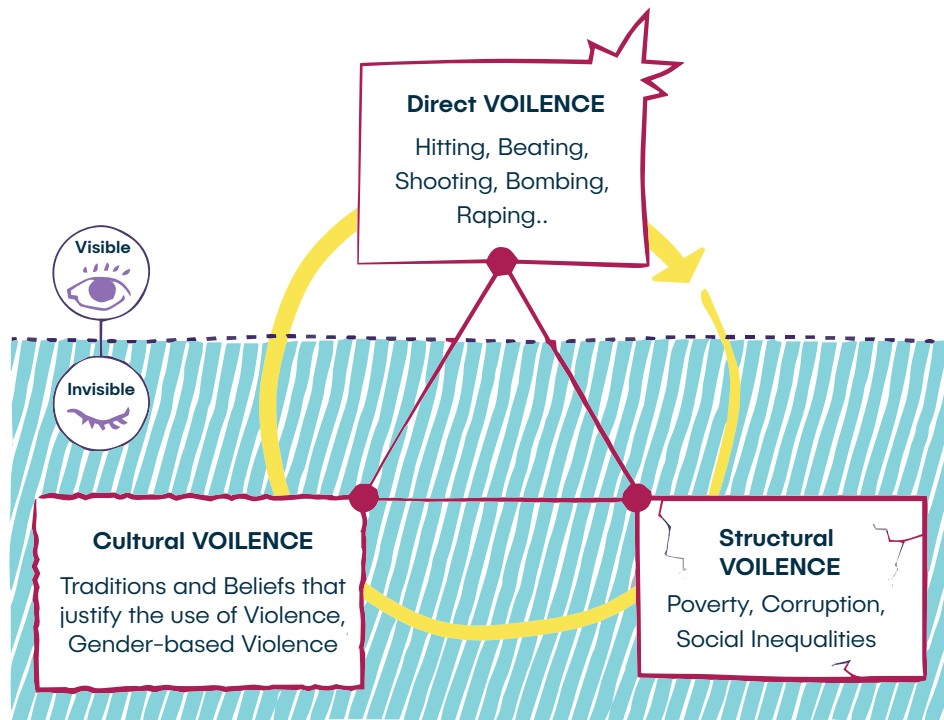 Direct VOILENCE
Hitting, Beating,
Shooting, Bombing,
Raping..
Visible
Invisible
Cultural VOILENCE
Traditions and Beliefs that
justify the use of Violence,
Gender-based Violence
Structural
VOILENCE
Poverty, Corruption,
Social Inequalities